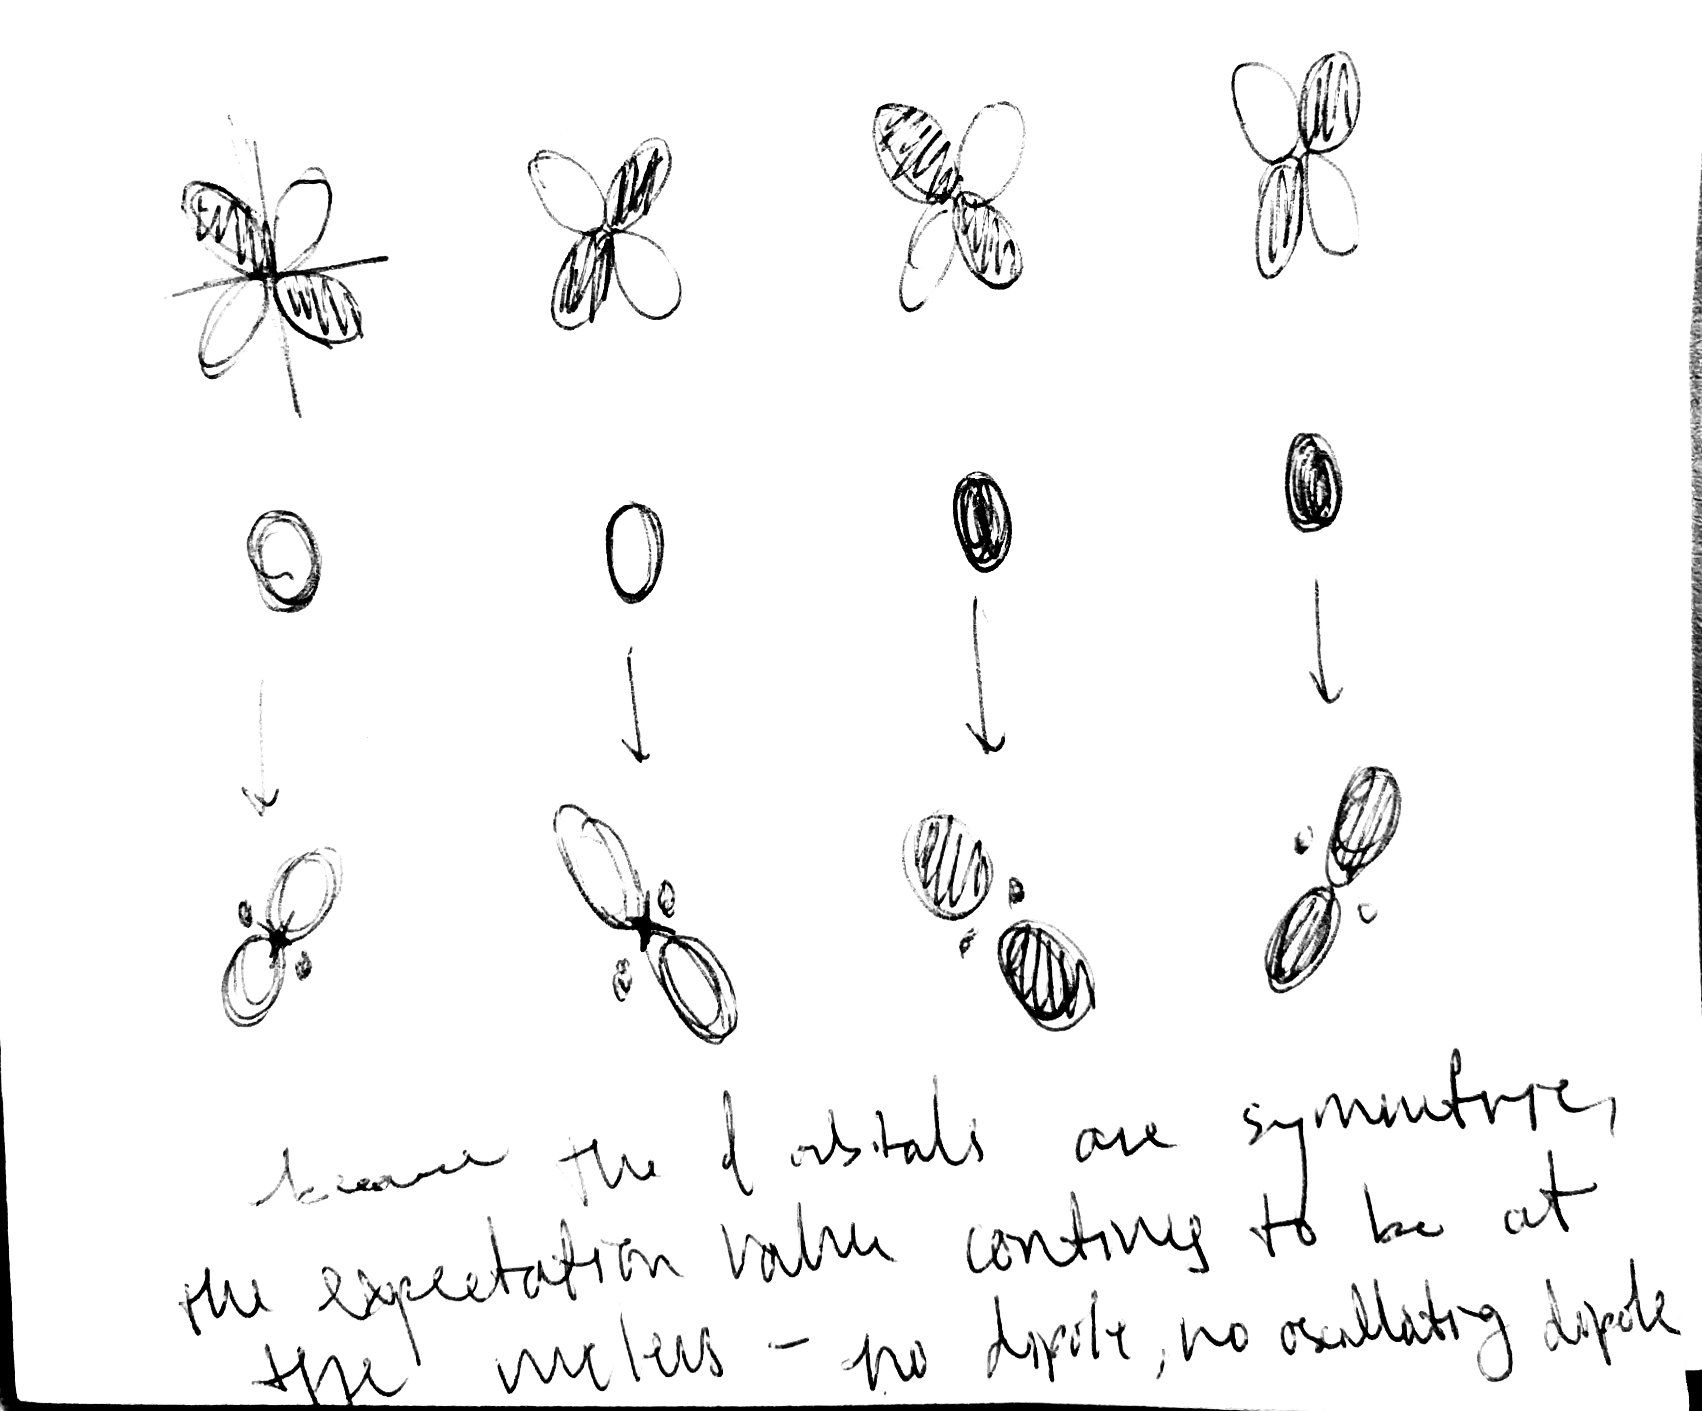 because the d orbitals are symmetric,
the expectation value continues to be at
the nucleus - no dipole, no oscillating dipole